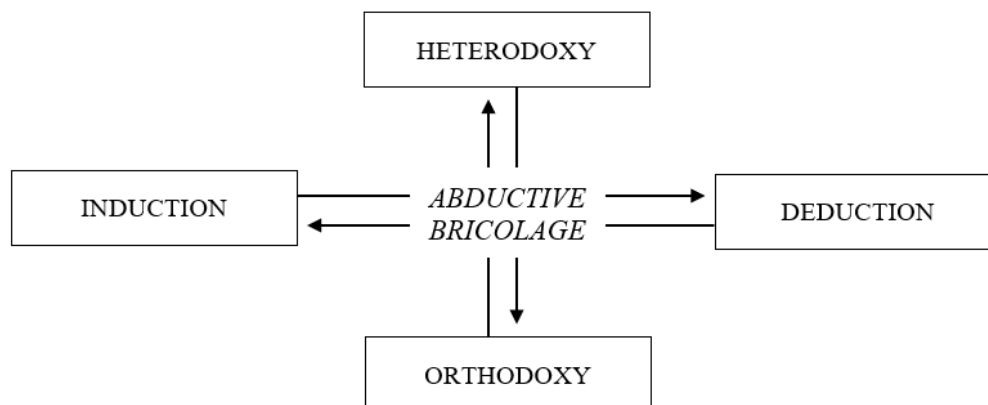 HETERODOXY
INDUCTION
ABDUCTIVE
BRICOLAGE
DEDUCTION
ORTHODOXY